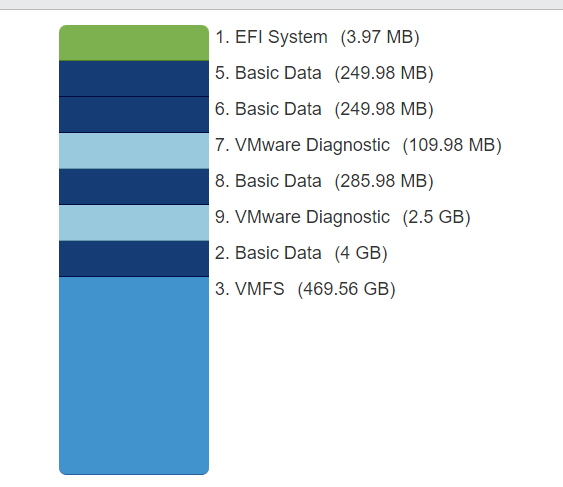 1. EFI System (3.97 MB)
5. Basic Data (249.98 MB)
6. Basic Data (249.98 MB)
7. VMware Diagnostic (109.98 MB)
8. Basic Data (285.98 MB)
9. VMware Diagnostic (2.5 GB)
2. Basic Data (4 GB)
3. VMFS (469.56 GB)